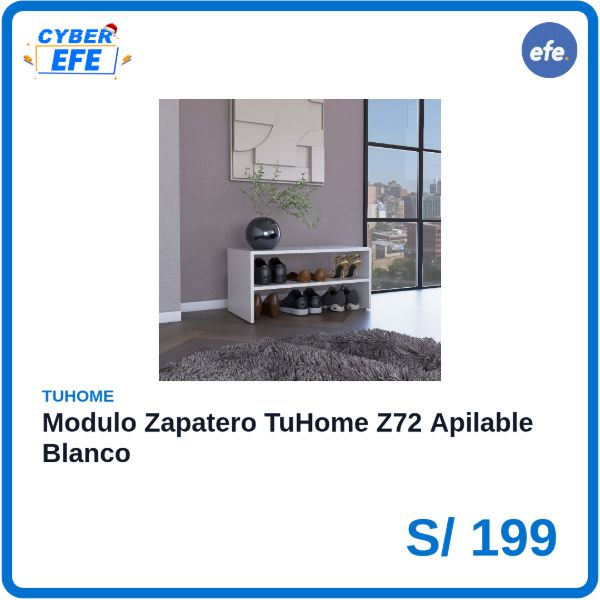 CYBER
EFE
efe.
TUHOME
Modulo Zapatero TuHome Z72 Apilable
Blanco
S/ 199